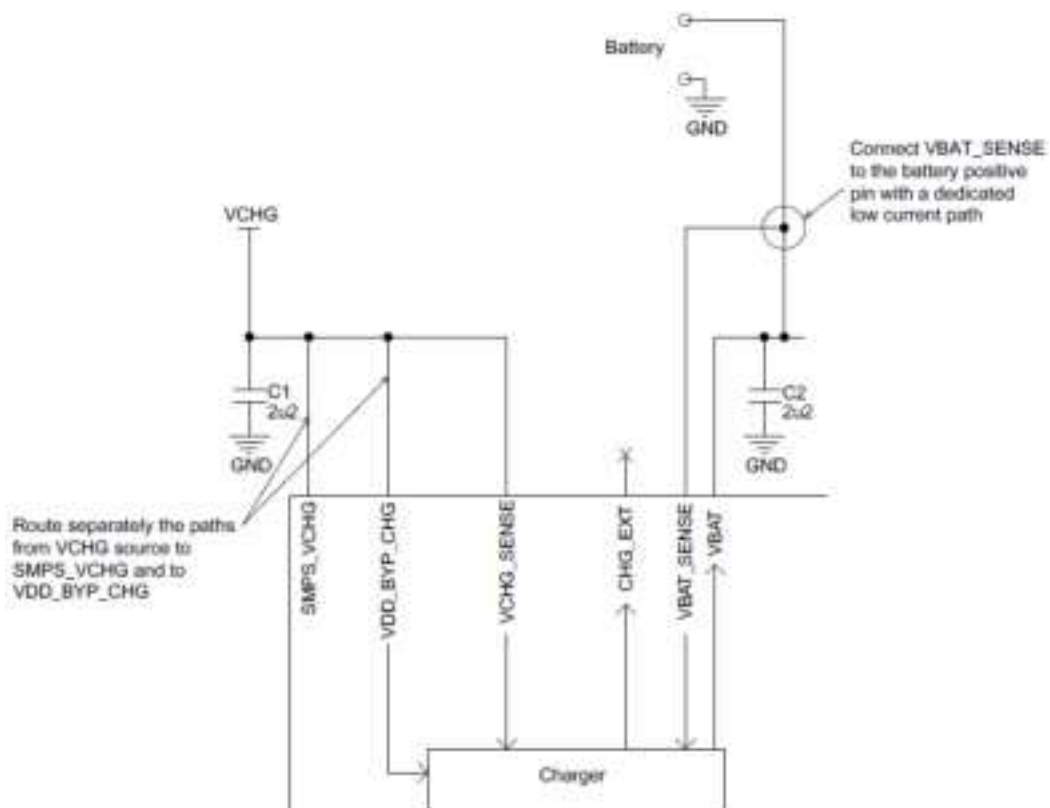 Battery
GND
Connect VBAT_SENSE
to the battery positive
pin with a dedicated
low current path
VCHG
C1
2u2
GND
C2
2u2
GND
Route separately the paths
from VCHG source to
SMPS_VCHG and to
VDD_BYP_CHG
SMPS_VCHG
VDD_BYP_CHG
VCHG_SENSE
CHG_EXT
VBAT_SENSE
VBAT
Charger